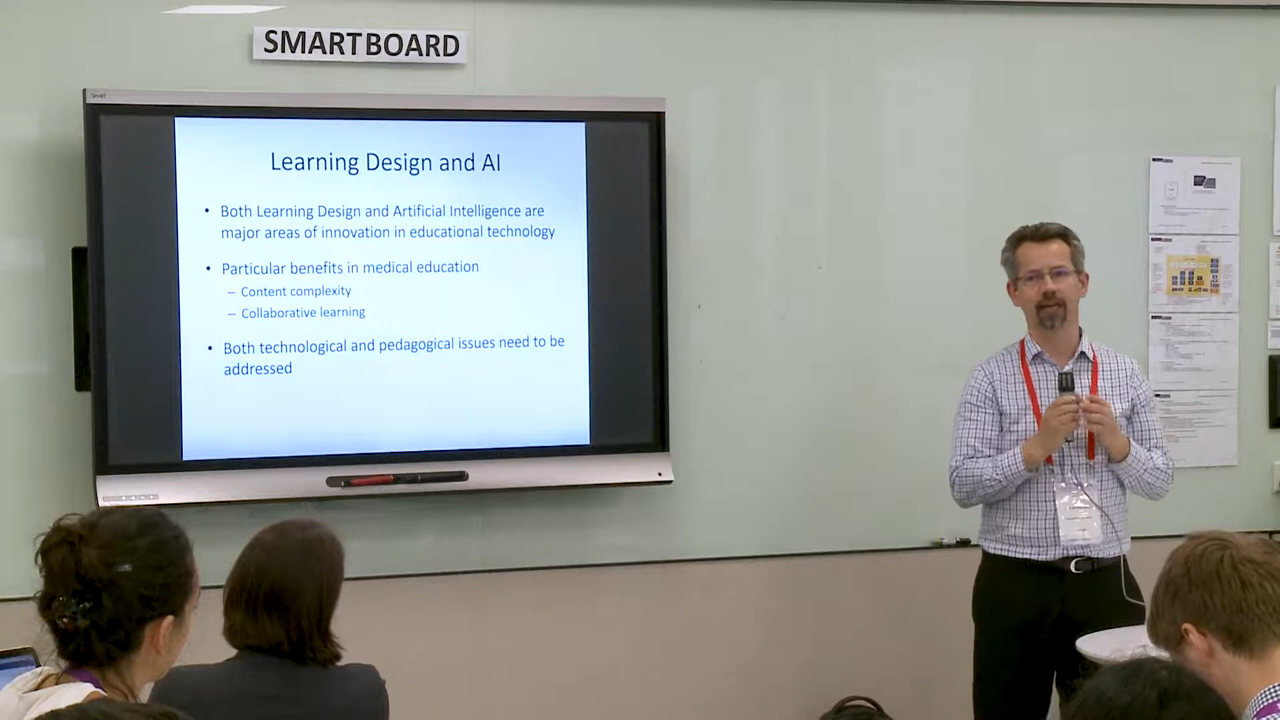 SMARTBOARD
SMART
Learning Design and AI
• Both Learning Design and Artificial Intelligence are
major areas of innovation in educational technology
• Particular benefits in medical education
– Content complexity
– Collaborative learning
• Both technological and pedagogical issues need to be
addressed